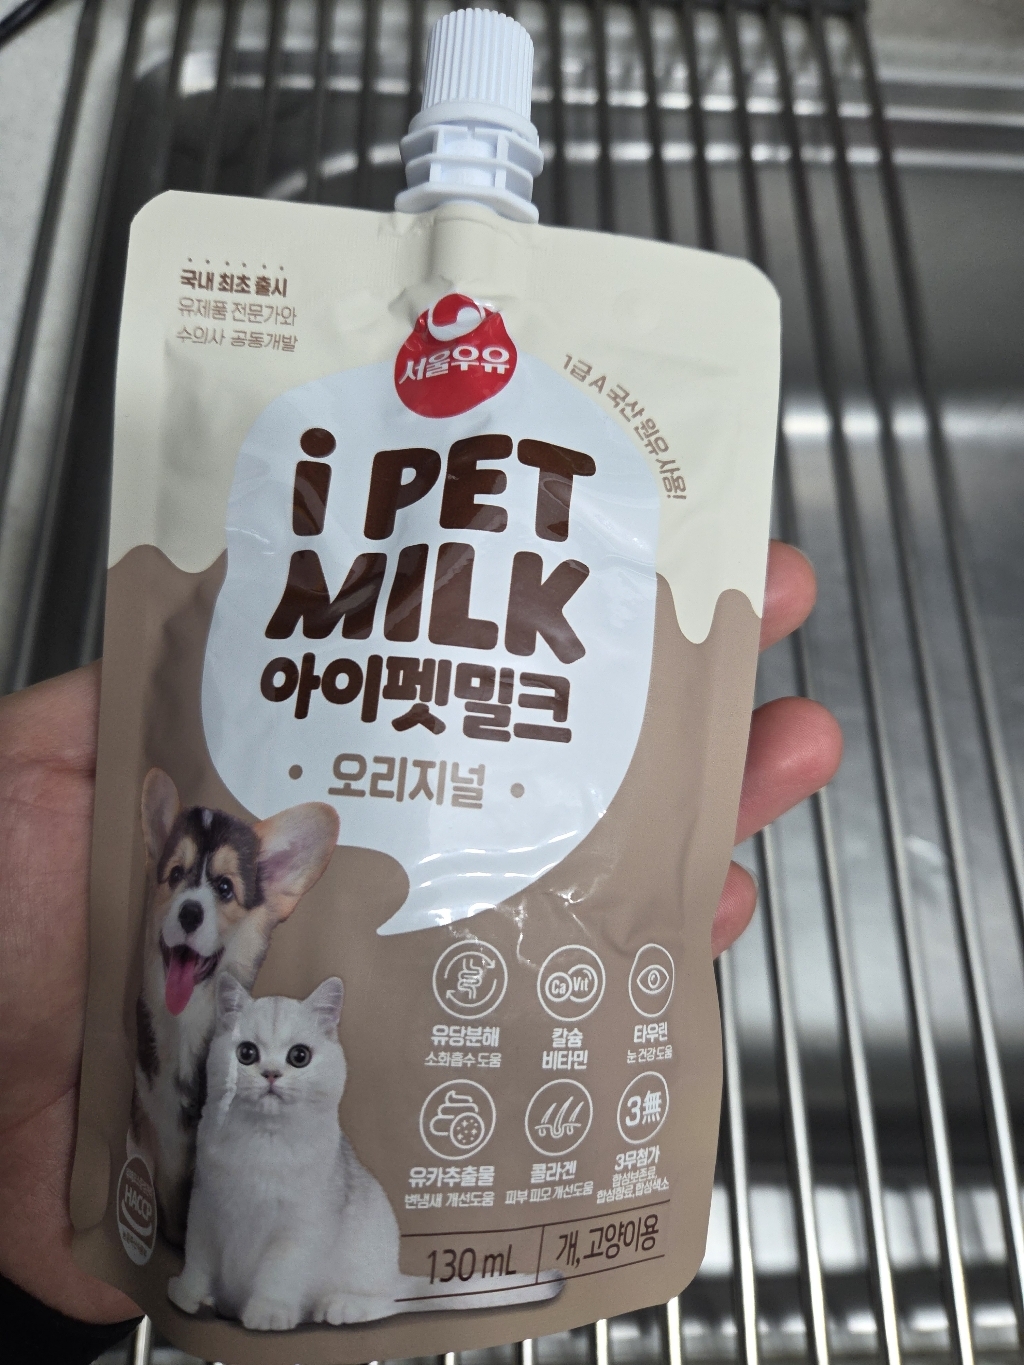 국내 최초 출시
유제품 전문가와
수의사 공동개발
서울우유
1급 A 국산 원유 사용!
i PET
MILK
아이펫밀크
· 오리지널 ·
유당분해
소화흡수 도움
Ca Vit
칼슘
비타민
타우린
눈 건강 도움
유카추출물
변냄새 개선도움
콜라겐
피부 피모 개선도움
3無
3무첨가
합성보존료,
합성향료, 합성색소
HACCP
130 mL
개, 고양이용